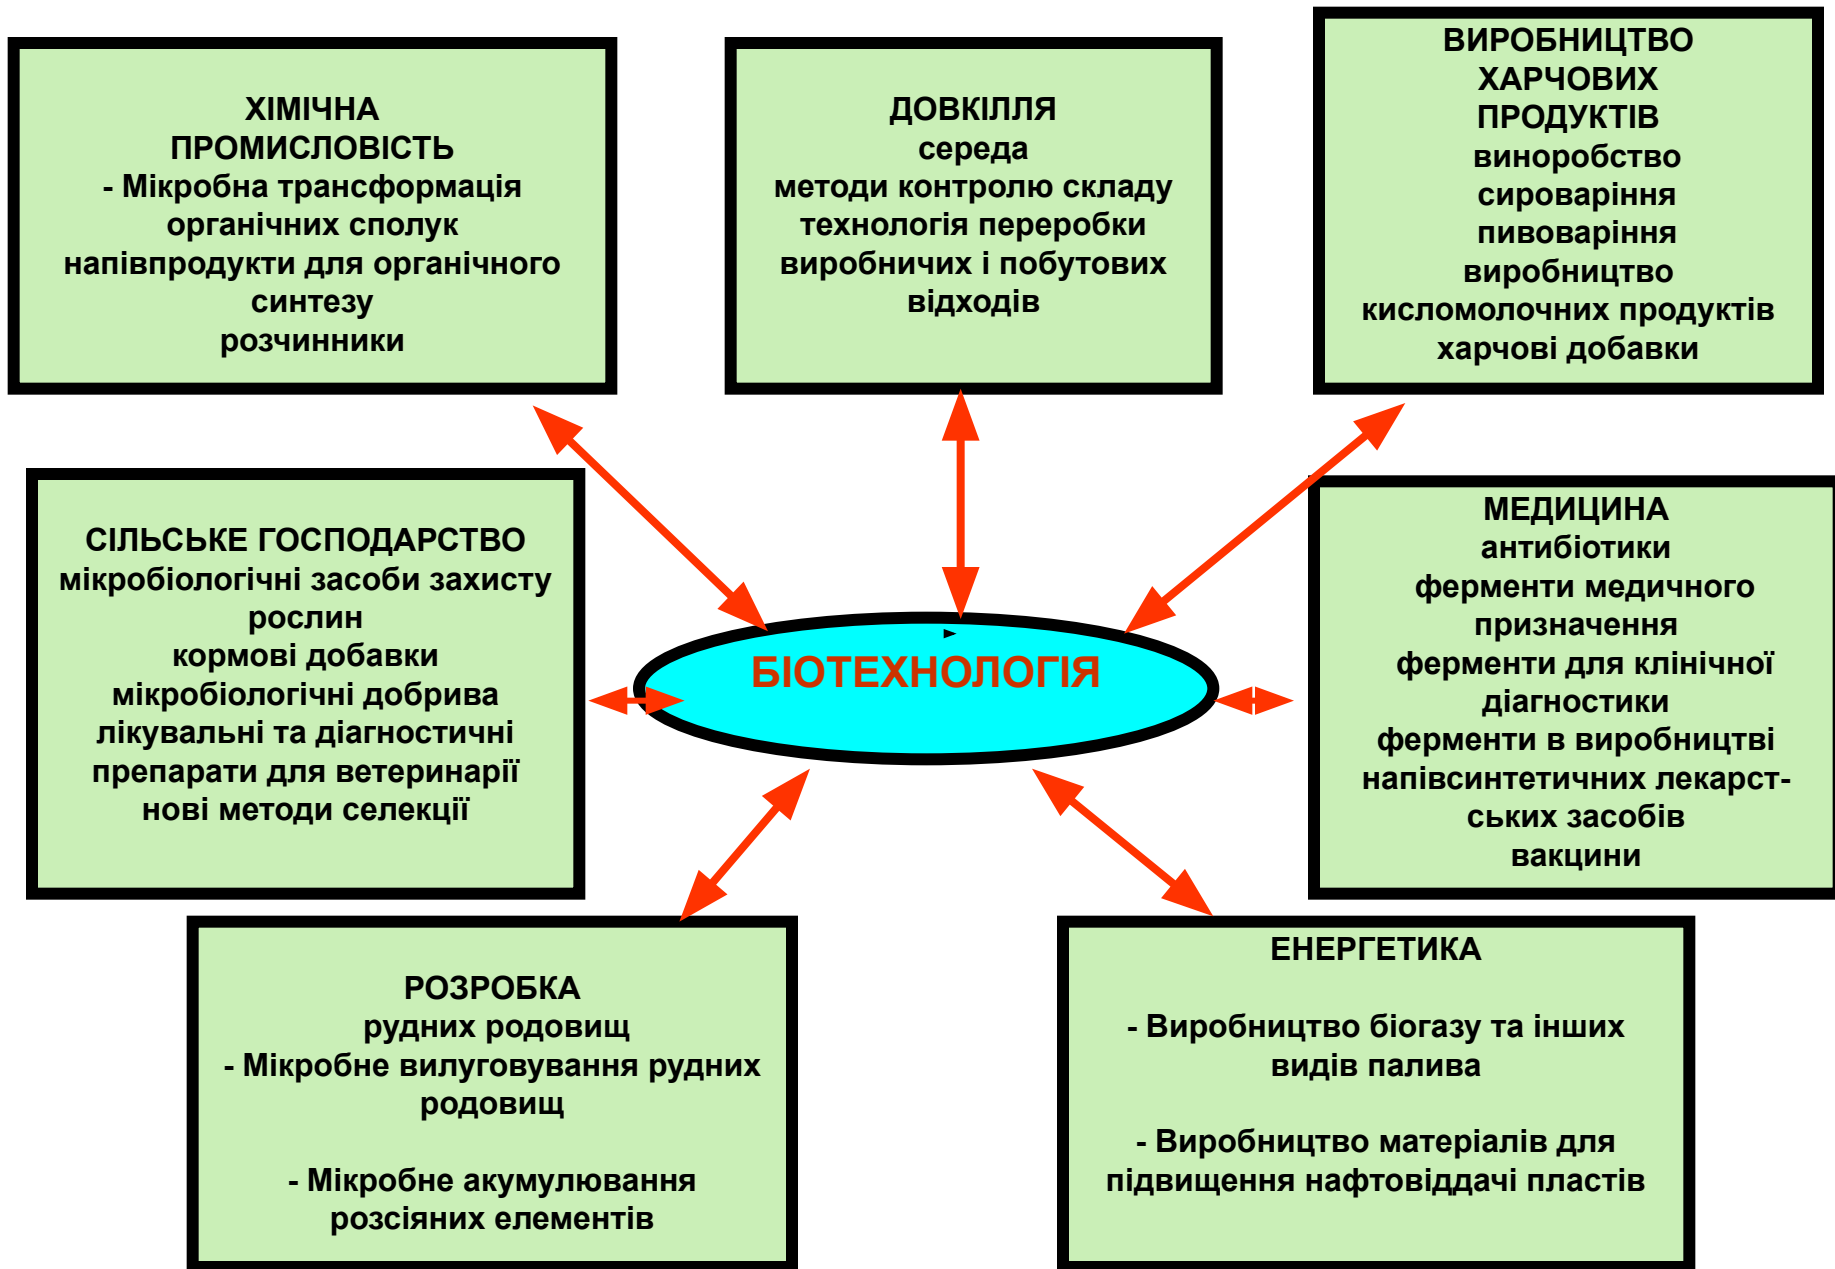 ХІМІЧНА
ПРОМИСЛОВІСТЬ
- Мікробна трансформація
органічних сполук
напівпродукти для органічного
синтезу
розчинники
ДОВКІЛЛЯ
середа
методи контролю складу
технологія переробки
виробничих і побутових
відходів
ВИРОБНИЦТВО
ХАРЧОВИХ
ПРОДУКТІВ
виноробство
сироваріння
пивоваріння
виробництво
кисломолочних продуктів
харчові добавки
СІЛЬСЬКЕ ГОСПОДАРСТВО
мікробіологічні засоби захисту
рослин
кормові добавки
мікробіологічні добрива
лікувальні та діагностичні
препарати для ветеринарії
нові методи селекції
БІОТЕХНОЛОГІЯ
МЕДИЦИНА
антибіотики
ферменти медичного
призначення
ферменти для клінічної
діагностики
ферменти в виробництві
напівсинтетичних лекарст-
ських засобів
вакцини
РОЗРОБКА
рудних родовищ
- Мікробне вилуговування рудних
родовищ
- Мікробне акумулювання
розсіяних елементів
ЕНЕРГЕТИКА
- Виробництво біогазу та інших
видів палива
- Виробництво матеріалів для
підвищення нафтовіддачі пластів